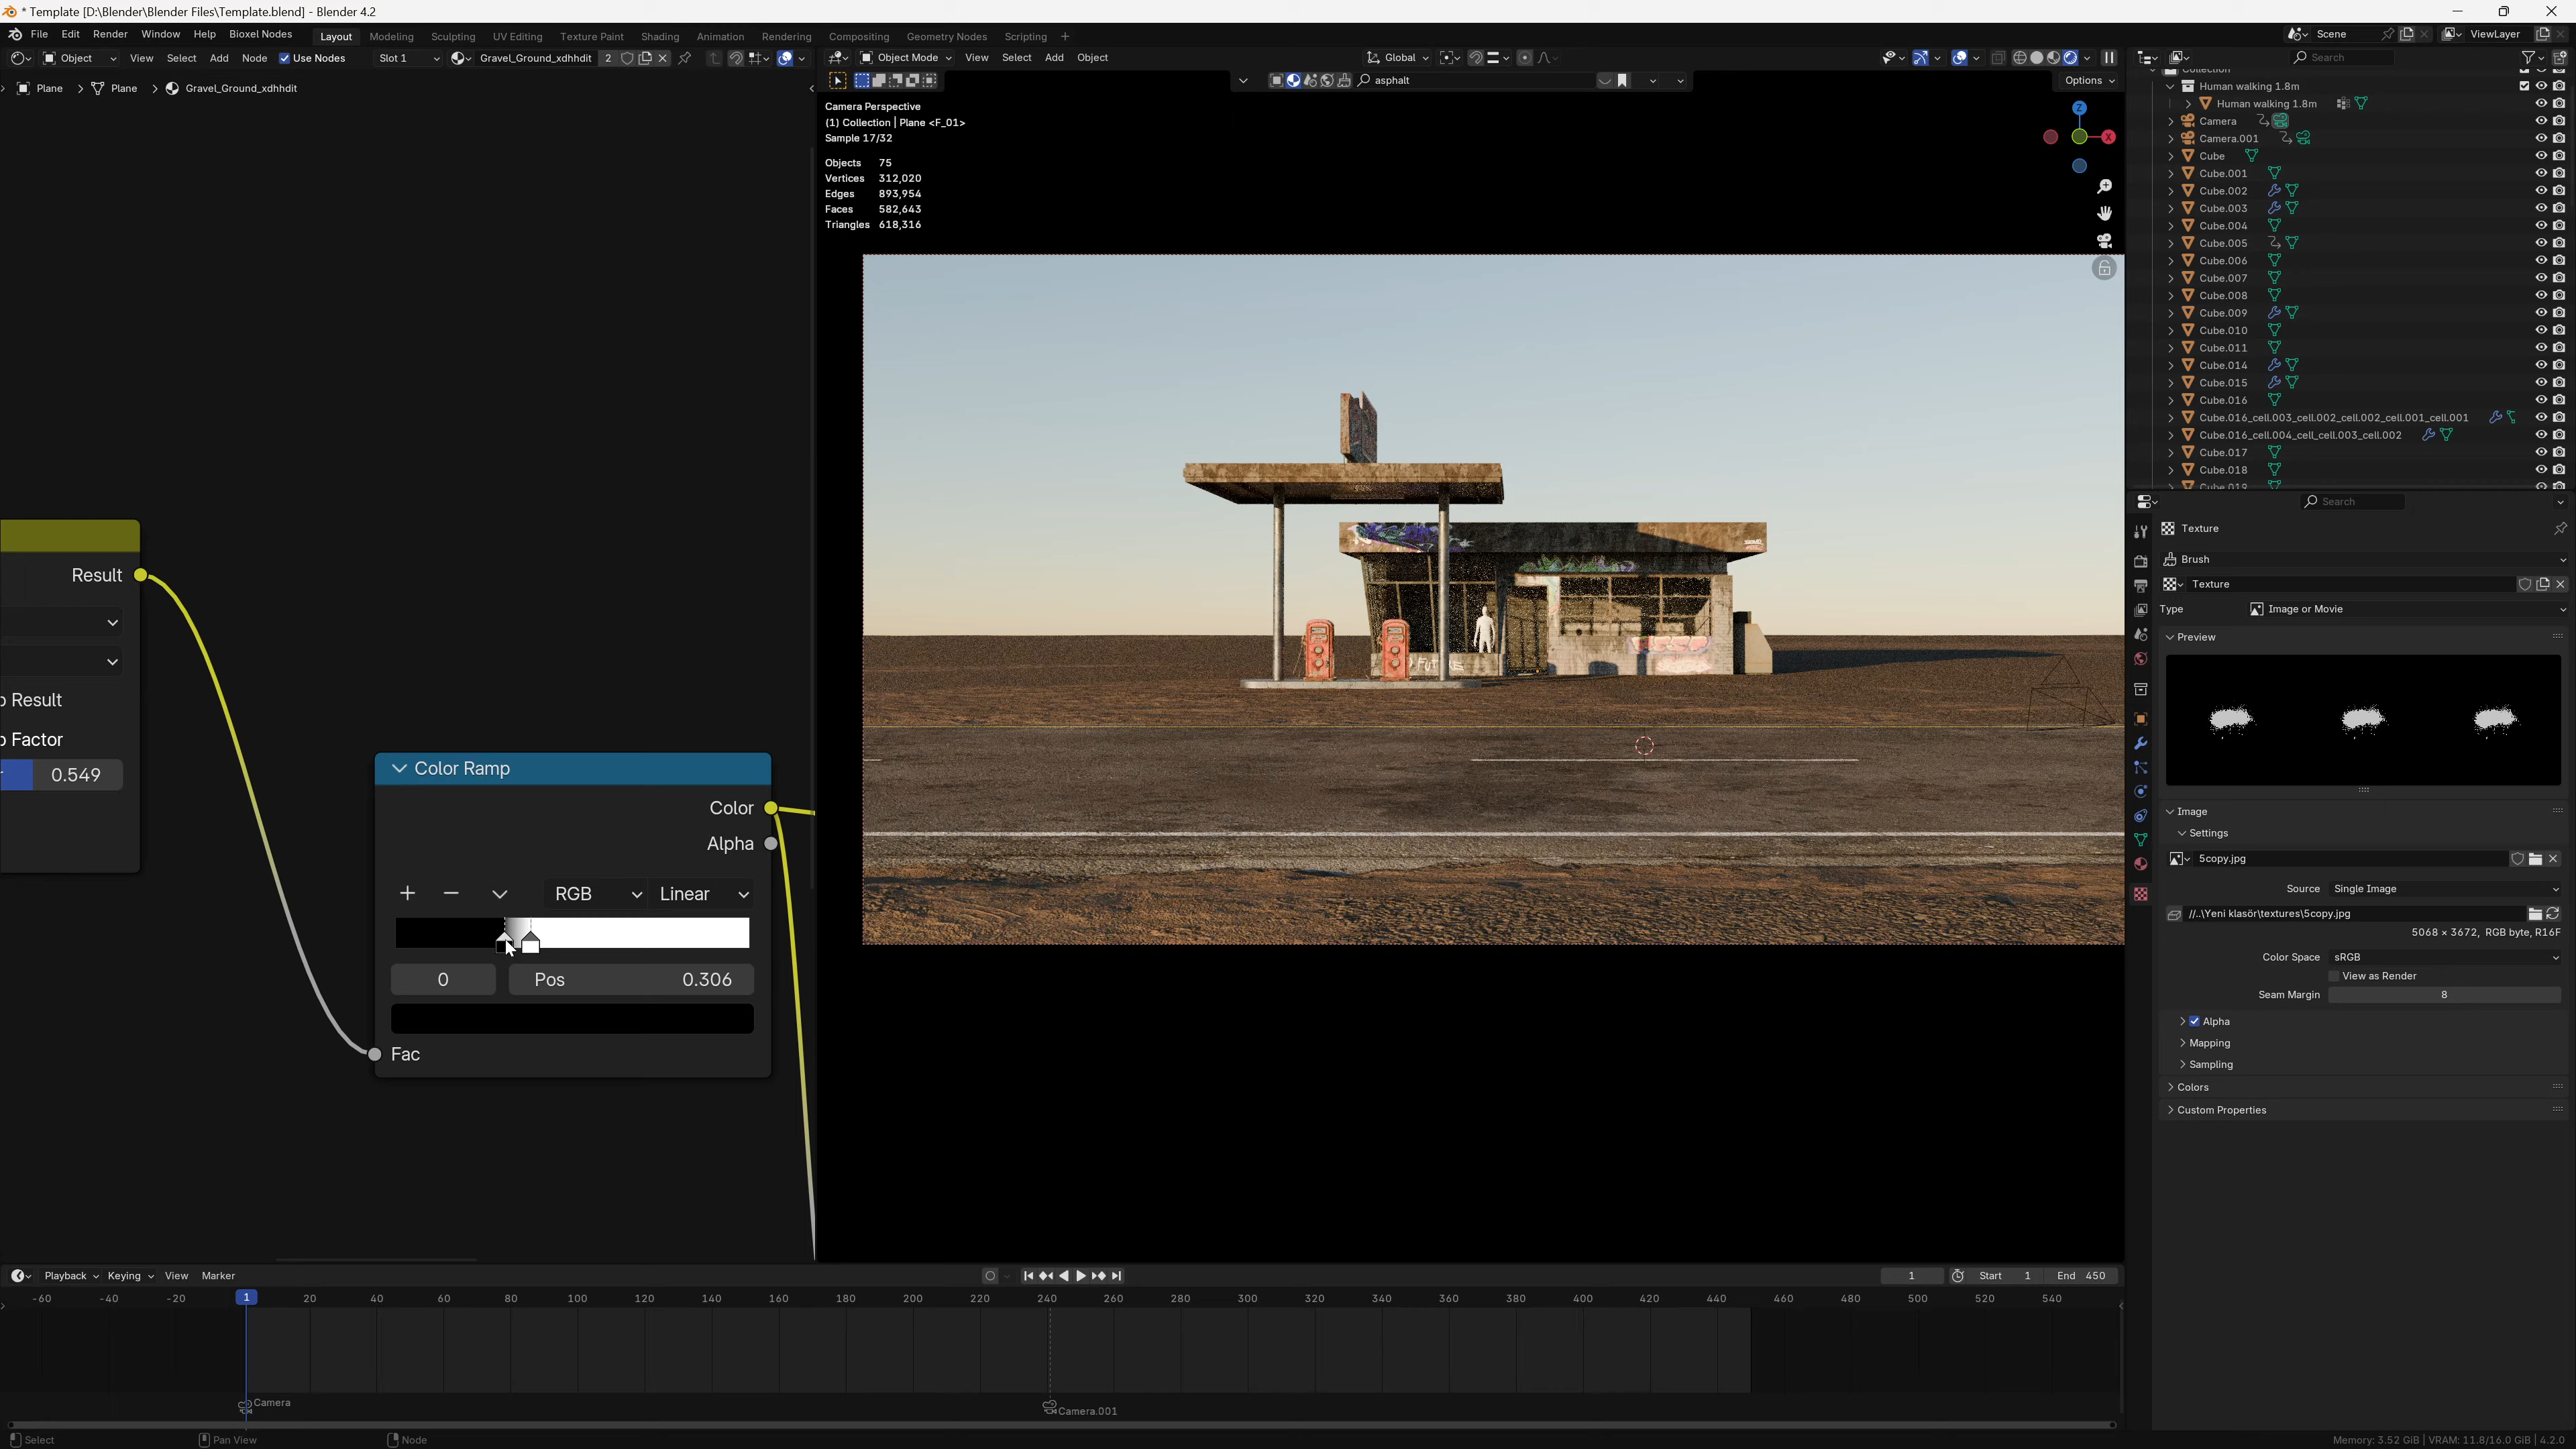 * Template [D:\Blender\Blender Files\Template.blend] - Blender 4.2
File Edit Render Window Help Bioxel Nodes
Layout Modeling Sculpting UV Editing Texture Paint Shading Animation Rendering Compositing Geometry Nodes Scripting
Scene
ViewLayer
Object View Select Add Node Use Nodes Slot 1 Gravel_Ground_xdhhdit 2
Plane Plane Gravel_Ground_xdhhdit
Result
Result
Factor
0.549
Color Ramp
Color
Alpha
RGB Linear
0 Pos 0.306
Fac
Object Mode View Select Add Object Global
asphalt
Options
Camera Perspective
(1) Collection | Plane <F_01>
Sample 17/32
Objects 75
Vertices 312,020
Edges 893,954
Faces 582,643
Triangles 618,316
Z
X
Search
Collection
Human walking 1.8m
Human walking 1.8m
Camera
Camera.001
Cube
Cube.001
Cube.002
Cube.003
Cube.004
Cube.005
Cube.006
Cube.007
Cube.008
Cube.009
Cube.010
Cube.011
Cube.014
Cube.015
Cube.016
Cube.016_cell.003_cell.002_cell.002_cell.001_cell.001
Cube.016_cell.004_cell_cell.003_cell.002
Cube.017
Cube.018
Cube.019
Search
Texture
Brush
Texture
Type Image or Movie
Preview
Image
Settings
5copy.jpg
Source Single Image
//..\Yeni klasör\textures\5copy.jpg
5068 × 3672, RGB byte, R16F
Color Space sRGB
View as Render
Seam Margin 8
Alpha
Mapping
Sampling
Colors
Custom Properties
Playback Keying View Marker
1 Start 1 End 450
-60 -40 -20 1 20 40 60 80 100 120 140 160 180 200 220 240 260 280 300 320 340 360 380 400 420 440 460 480 500 520 540
Camera
Camera.001
Select Pan View Node
Memory: 3.52 GiB | VRAM: 11.8/16.0 GiB | 4.2.0